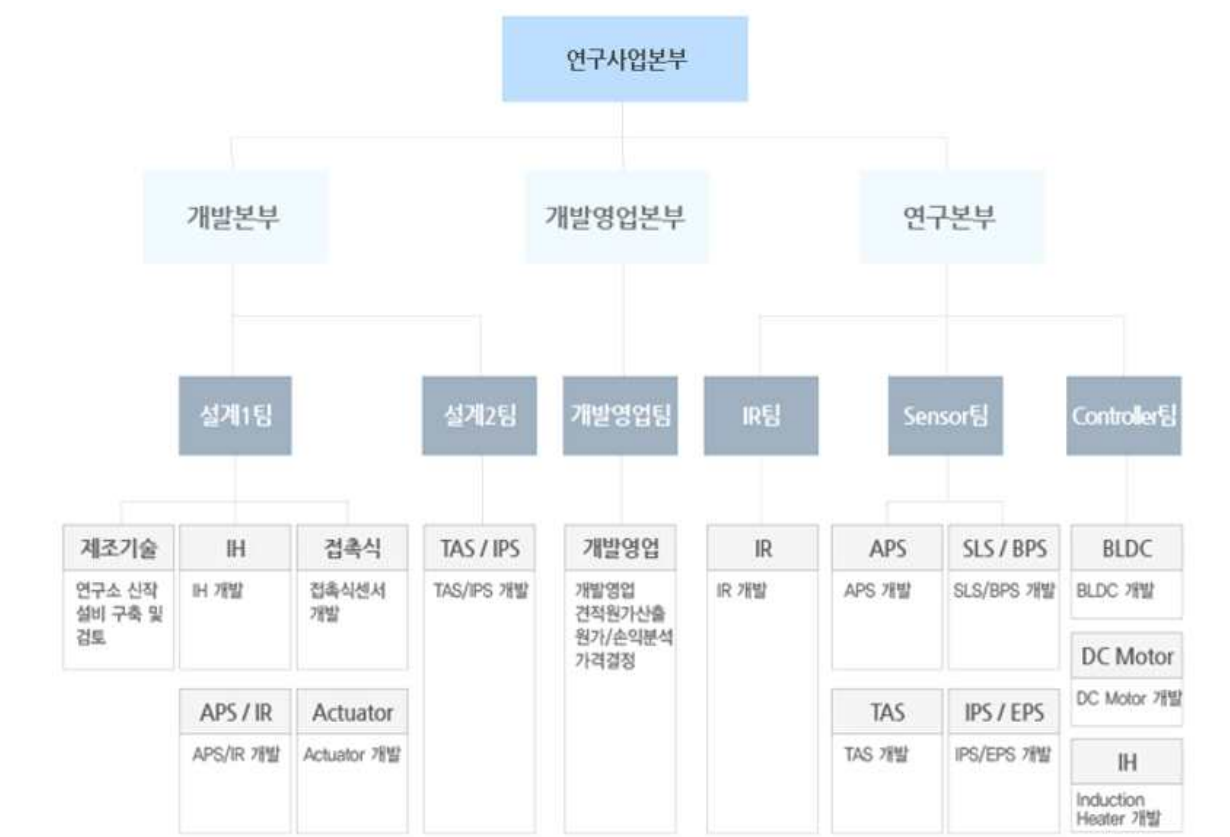 연구사업본부
개발본부
개발영업본부
연구본부
설계1팀
설계2팀
개발영업팀
IR팀
Sensor팀
Controller팀
제조기술
연구소 신작
설비 구축 및
검토
IH
IH 개발
접촉식
접촉식센서
개발
TAS / IPS
TAS/IPS 개발
개발영업
개발영업
견적원가산출
원가/손익분석
가격결정
IR
IR 개발
APS
APS 개발
SLS / BPS
SLS/BPS 개발
BLDC
BLDC 개발
DC Motor
DC Motor 개발
APS / IR
APS/IR 개발
Actuator
Actuator 개발
TAS
TAS 개발
IPS / EPS
IPS/EPS 개발
IH
Induction
Heater 개발